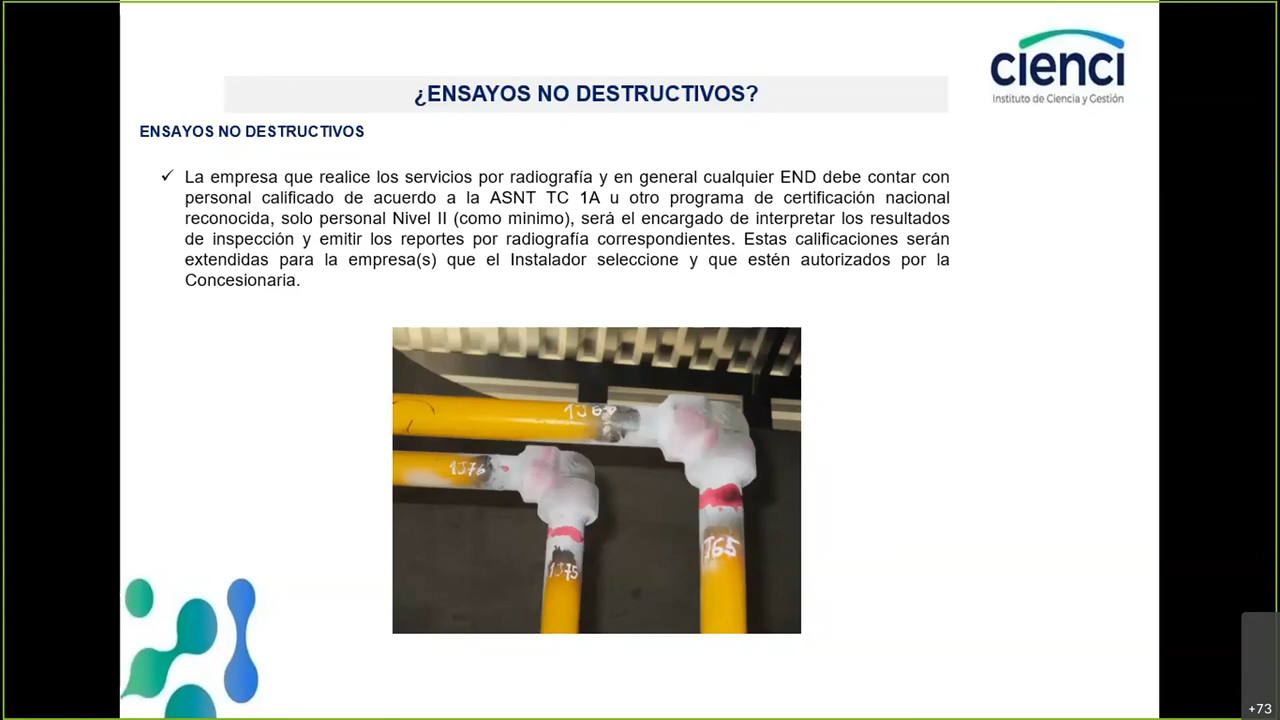 cienci
Instituto de Ciencia y Gestión
¿ENSAYOS NO DESTRUCTIVOS?
ENSAYOS NO DESTRUCTIVOS
✓ La empresa que realice los servicios por radiografía y en general cualquier END debe contar con
personal calificado de acuerdo a la ASNT TC 1A u otro programa de certificación nacional
reconocida, solo personal Nivel II (como minimo), será el encargado de interpretar los resultados
de inspección y emitir los reportes por radiografía correspondientes. Estas calificaciones serán
extendidas para la empresa(s) que el Instalador seleccione y que estén autorizados por la
Concesionaria.
1J76
J65
1J75
+73